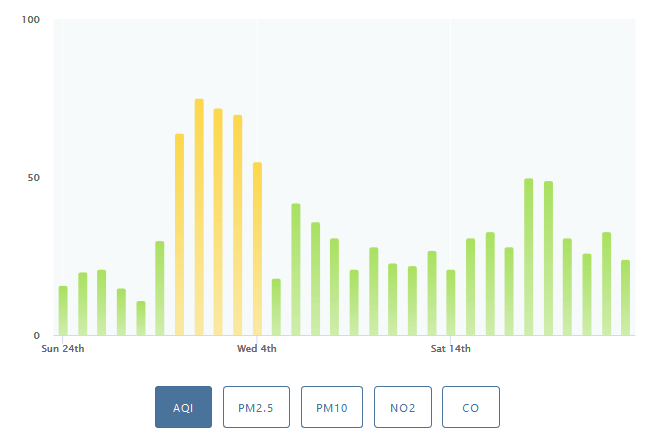 100
50
0
Sun 24th Wed 4th Sat 14th
AQI PM2.5 PM10 NO2 CO